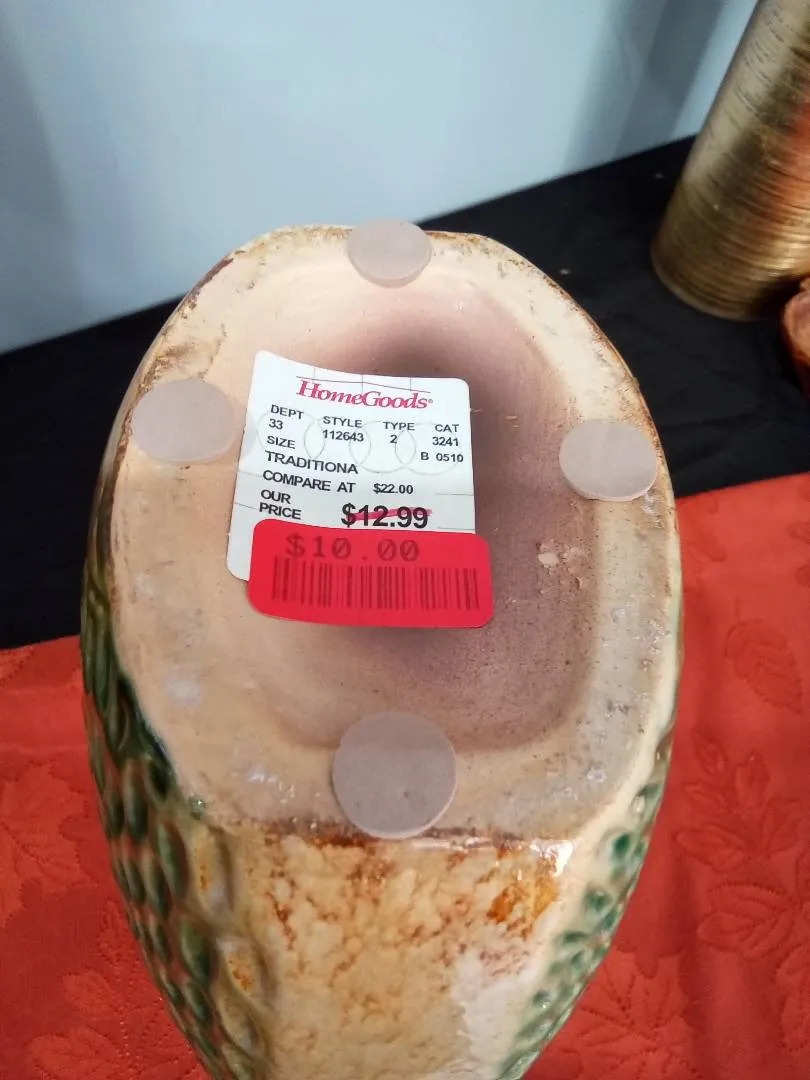 HomeGoods®
DEPT STYLE TYPE CAT
33 112643 2 3241
SIZE B 0510
TRADITIONA
COMPARE AT $22.00
OUR PRICE $12.99
$10.00